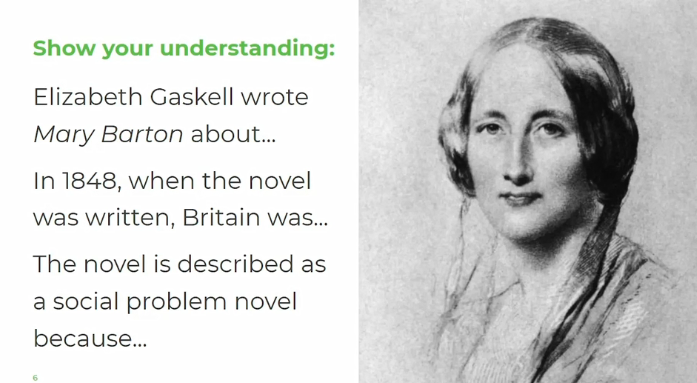 Show your understanding:
Elizabeth Gaskell wrote
Mary Barton about...
In 1848, when the novel
was written, Britain was...
The novel is described as
a social problem novel
because...
6